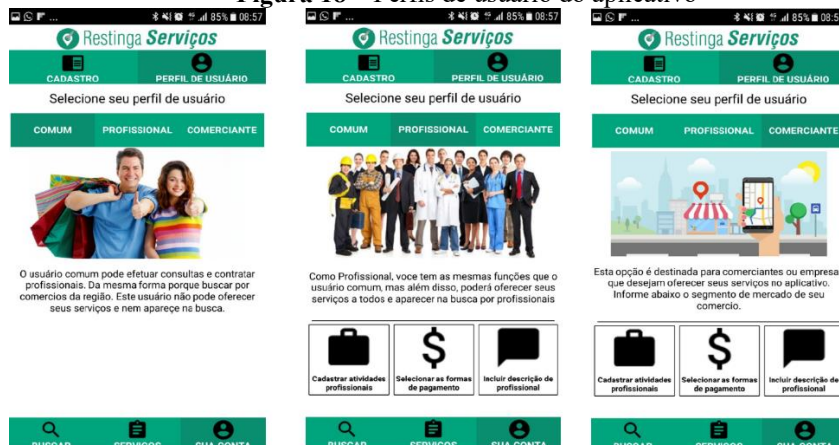 Figura 18 – Perfis de usuário do aplicativo
85% 08:57
Restinga Serviços
CADASTRO PERFIL DE USUÁRIO
Selecione seu perfil de usuário
COMUM PROFISSIONAL COMERCIANTE
O usuário comum pode efetuar consultas e contratar
profissionais. Da mesma forma porque buscar por
comercios da região. Este usuário não pode oferecer
seus serviços e nem apareçe na busca.
BUSCAR SERVIÇOS SUA CONTA
85% 08:57
Restinga Serviços
CADASTRO PERFIL DE USUÁRIO
Selecione seu perfil de usuário
COMUM PROFISSIONAL COMERCIANTE
Como Profissional, voce tem as mesmas funções que o
usuário comum, mas além disso, poderá oferecer seus
serviços a todos e aparecer na busca por profissionais
Cadastrar atividades
profissionais
Selecionar as formas
de pagamento
Incluir descrição de
profissional
BUSCAR SERVIÇOS SUA CONTA
85% 08:5
Restinga Serviços
CADASTRO PERFIL DE USUÁRIO
Selecione seu perfil de usuário
COMUM PROFISSIONAL COMERCIANTE
Esta opção é destinada para comerciantes ou empresa
que desejam oferecer seus serviços no aplicativo.
Informe abaixo o segmento de mercado de seu
comercio.
Cadastrar atividades
profissionais
Selecionar as formas
de pagamento
Incluir descrição de
profissional
BUSCAR SERVIÇOS SUA CONTA